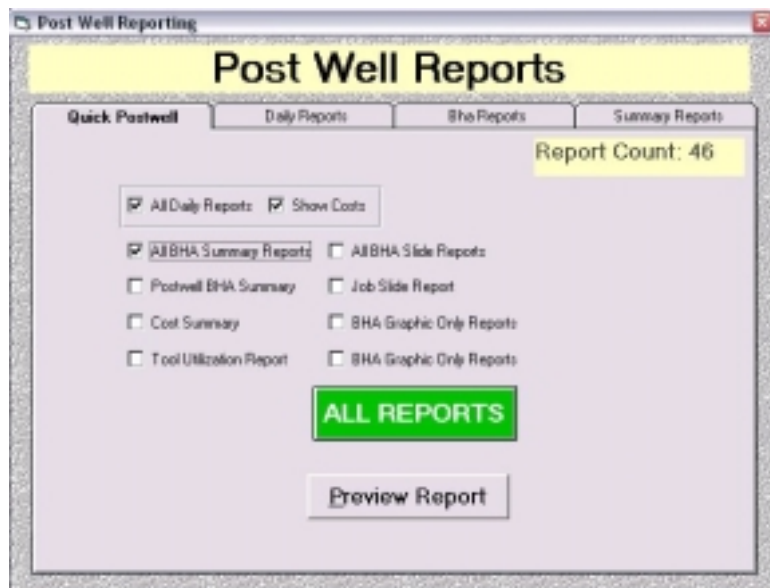 Post Well Reporting
Post Well Reports
Quick Postwell Daily Reports Bha Reports Summary Reports
Report Count: 46
All Daily Reports Show Costs
All BHA Summary Reports All BHA Slide Reports
Postwell BHA Summary Job Slide Report
Cost Summary BHA Graphic Only Reports
Tool Utilization Report BHA Graphic Only Reports
ALL REPORTS
Preview Report